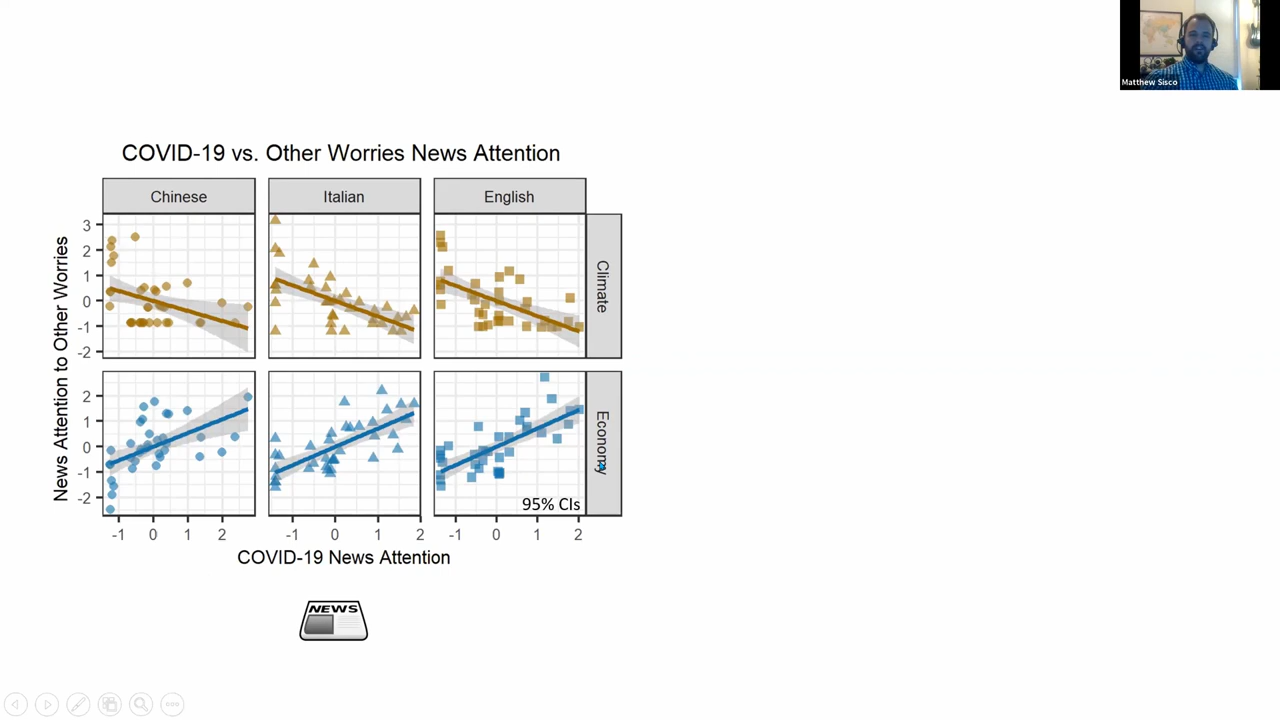 Matthew Sisco
COVID-19 vs. Other Worries News Attention
Chinese
Italian
English
News Attention to Other Worries
3
2
1
0
-1
-2
Climate
2
1
0
-1
-2
Economy
95% CIs
-1 0 1 2
-1 0 1 2
-1 0 1 2
COVID-19 News Attention
NEWS